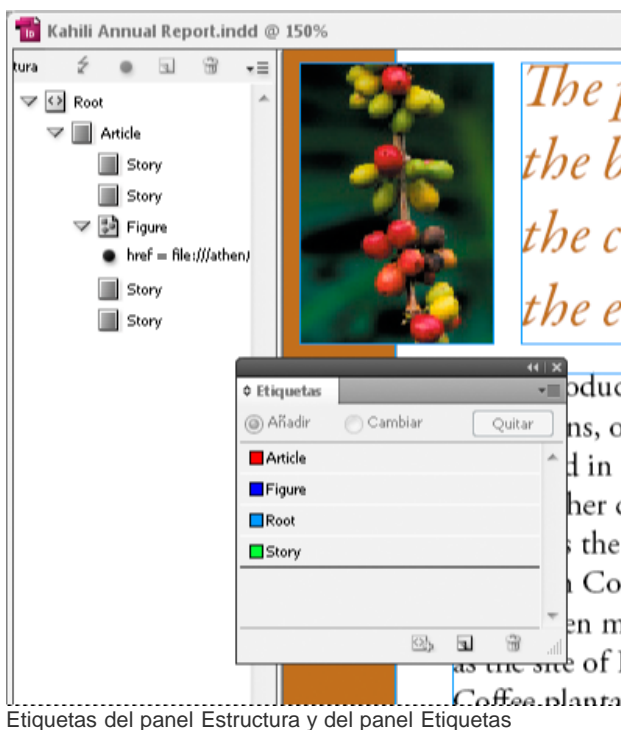 Kahili Annual Report.indd @ 150%
tura
Root
Article
Story
Story
Figure
href = file:///athen/
Story
Story
The p
the b
the c
the e
Etiquetas
Añadir
Cambiar
Quitar
Article
Figure
Root
Story
oduc
ns, o
d in
her c
the
Co
en m
as the site of
Coffee planta
Etiquetas del panel Estructura y del panel Etiquetas